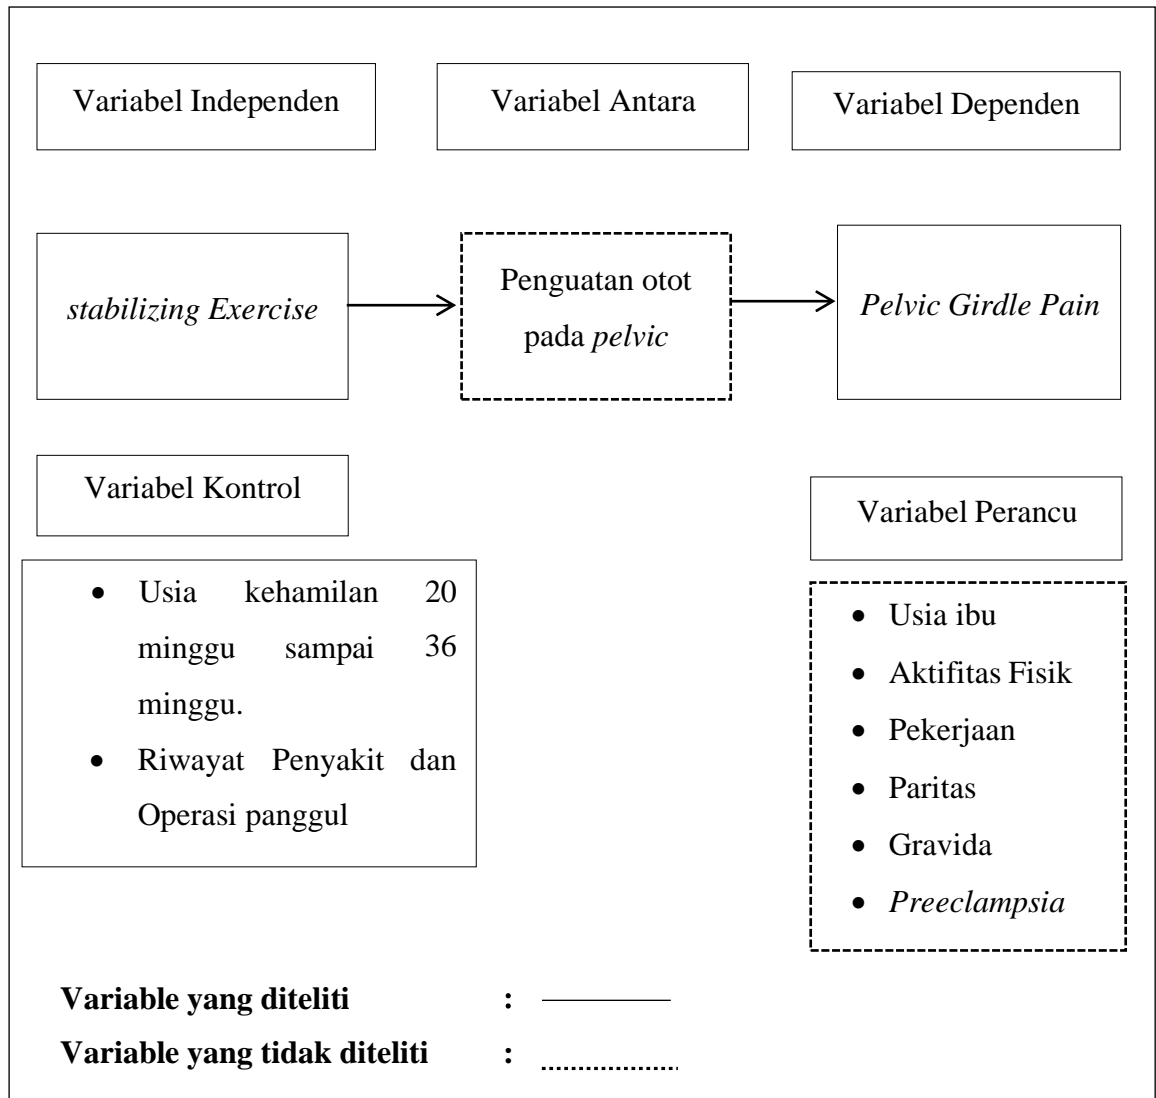 Variabel Independen
Variabel Antara
Variabel Dependen
stabilizing Exercise
Penguatan otot
pada pelvic
Pelvic Girdle Pain
Variabel Kontrol
• Usia kehamilan 20
minggu sampai 36
minggu.
• Riwayat Penyakit dan
Operasi panggul
Variabel Perancu
• Usia ibu
• Aktifitas Fisik
• Pekerjaan
• Paritas
• Gravida
• Preeclampsia
Variable yang diteliti :
Variable yang tidak diteliti :